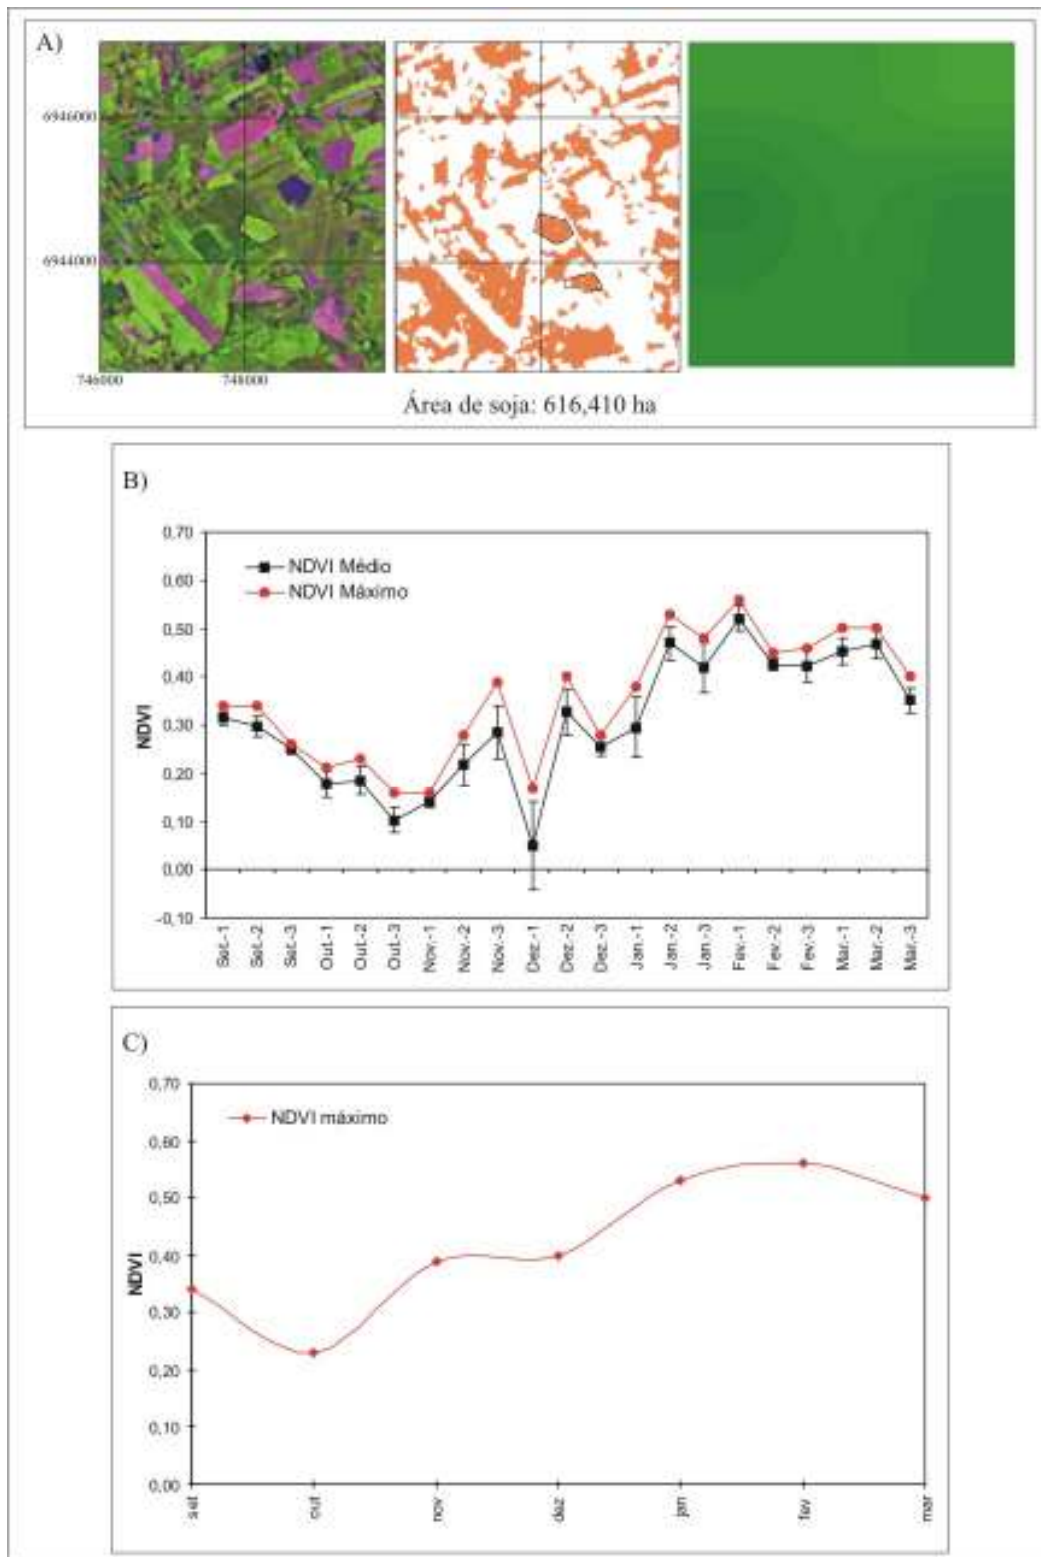 A)
6946000
6944000
746000
748000
Área de soja: 616,410 ha
B)
0,70
0,60
0,50
0,40
0,30
0,20
0,10
0,00
-0,10
NDVI
NDVI Médio
NDVI Máximo
Set.-1
Set.-2
Set.-3
Out.-1
Out.-2
Out.-3
Nov.-1
Nov.-2
Nov.-3
Dez.-1
Dez.-2
Dez.-3
Jan.-1
Jan.-2
Jan.-3
Fev.-1
Fev.-2
Fev.-3
Mar.-1
Mar.-2
Mar.-3
C)
0,70
0,60
0,50
0,40
0,30
0,20
0,10
0,00
NDVI
NDVI máximo
set
out
nov
dez
jan
fev
mar